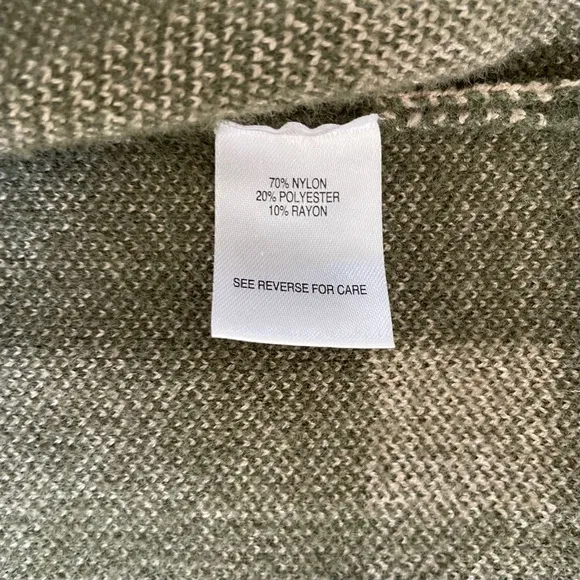 70% NYLON
20% POLYESTER
10% RAYON
SEE REVERSE FOR CARE